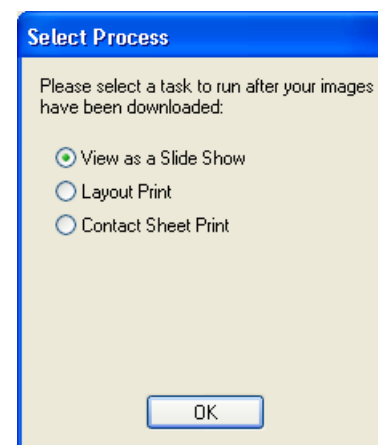 Select Process
Please select a task to run after your images
have been downloaded:
View as a Slide Show
Layout Print
Contact Sheet Print
OK